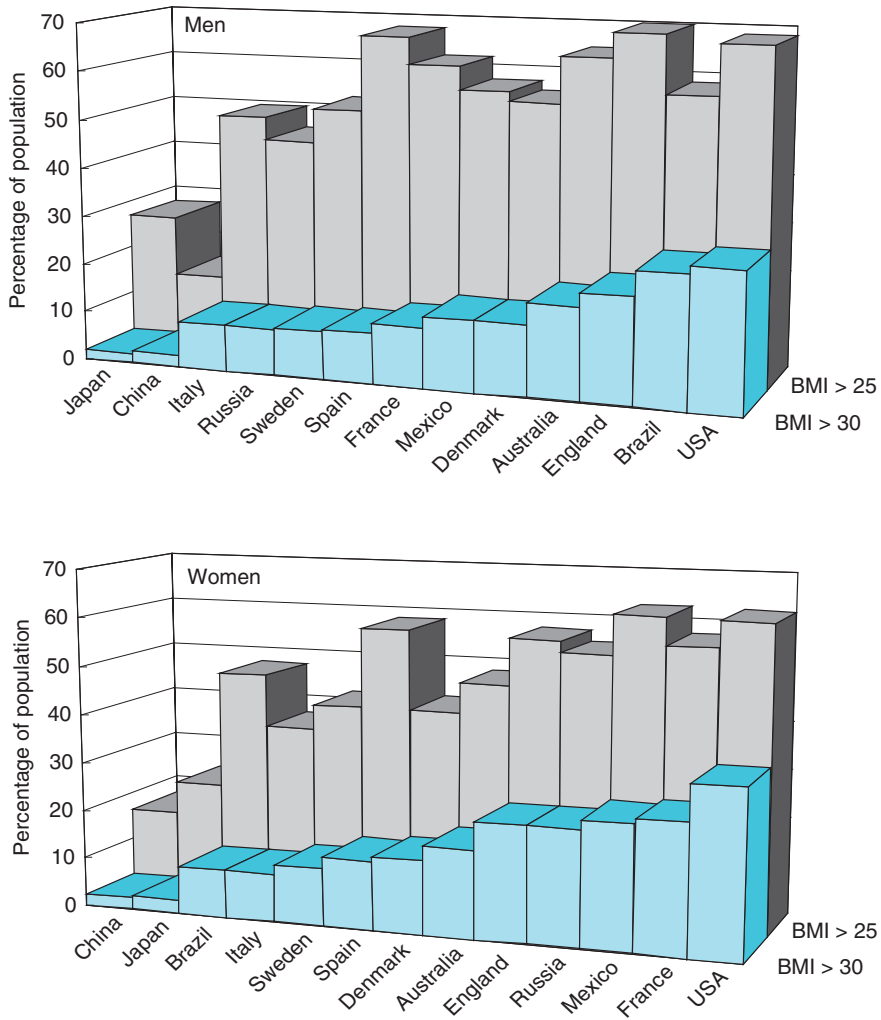 Men
Percentage of population
70
60
50
40
30
20
10
0
Japan
China
Italy
Russia
Sweden
Spain
France
Mexico
Denmark
Australia
England
Brazil
USA
BMI > 25
BMI > 30
Women
Percentage of population
70
60
50
40
30
20
10
0
China
Japan
Brazil
Italy
Sweden
Spain
Denmark
Australia
England
Russia
Mexico
France
USA
BMI > 25
BMI > 30